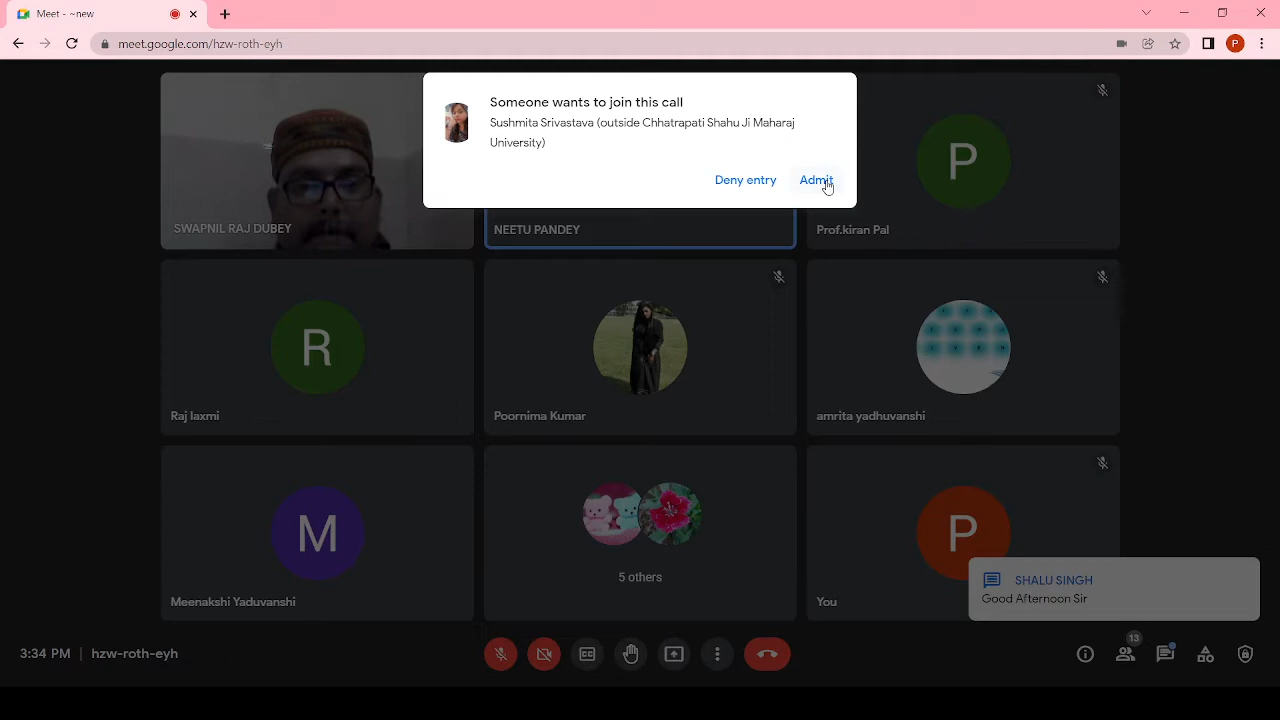 Meet - ~new
meet.google.com/hzw-roth-eyh
P
Someone wants to join this call
Sushmita Srivastava (outside Chhatrapati Shahu Ji Maharaj
University)
Deny entry
Admit
P
SWAPNIL RAJ DUBEY
NEETU PANDEY
Prof.kiran Pal
R
Raj laxmi
Poornima Kumar
amrita yadhuvanshi
M
Meenakshi Yaduvanshi
5 others
P
You
SHALU SINGH
Good Afternoon Sir
3:34 PM | hzw-roth-eyh
CC
13